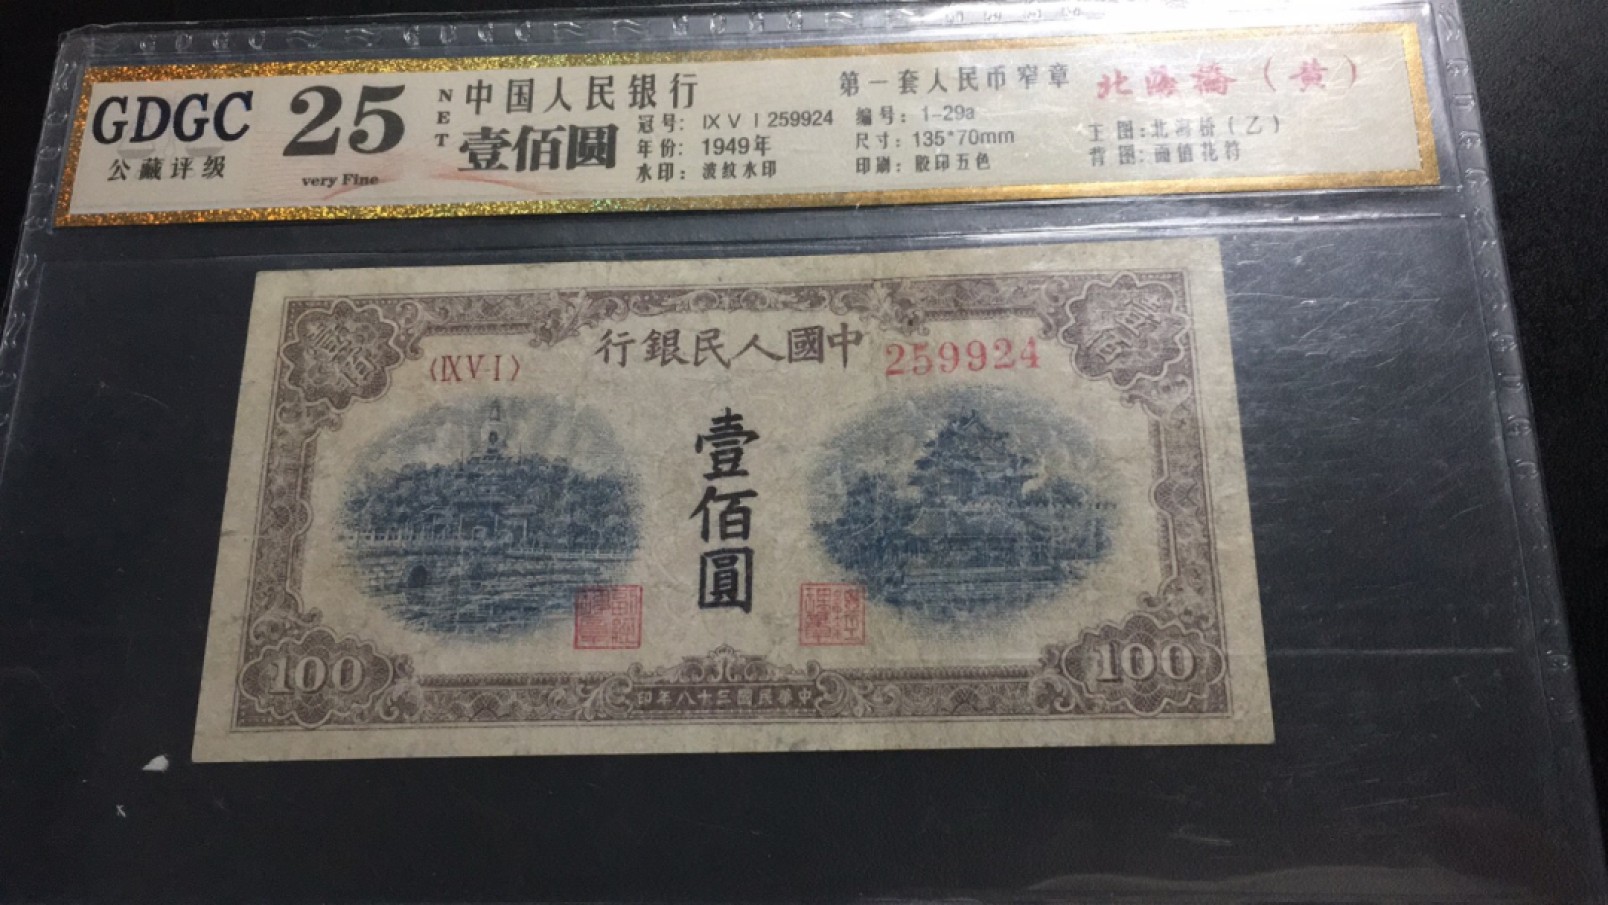 GDGC
公藏评级
25
very Fine
NET
中国人民银行
壹佰圆
冠号: IX V I 259924
年份: 1949年
水印: 波纹水印
第一套人民币窄章
编号: 1-29a
尺寸: 135*70mm
印刷: 胶印五色
北海橋（黄）
主图:北海桥（乙）
背图:面值花符
行銀民人國中
〈IX V I〉
259924
壹佰
壹佰圓
100
100
印年八十三國民華中